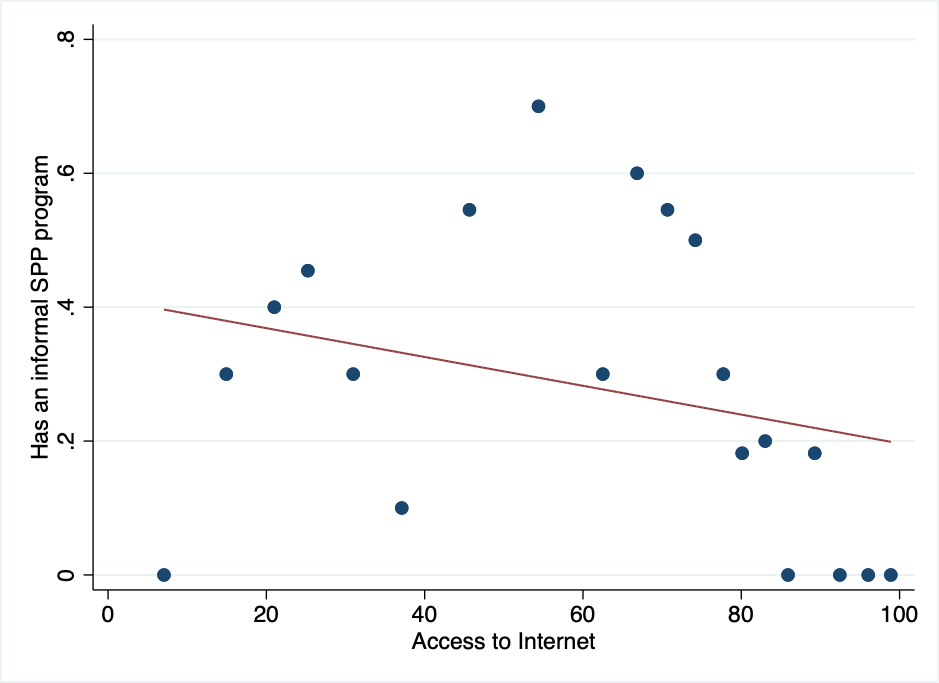 .8
.6
.4
.2
0
Has an informal SPP program
0 20 40 60 80 100
Access to Internet